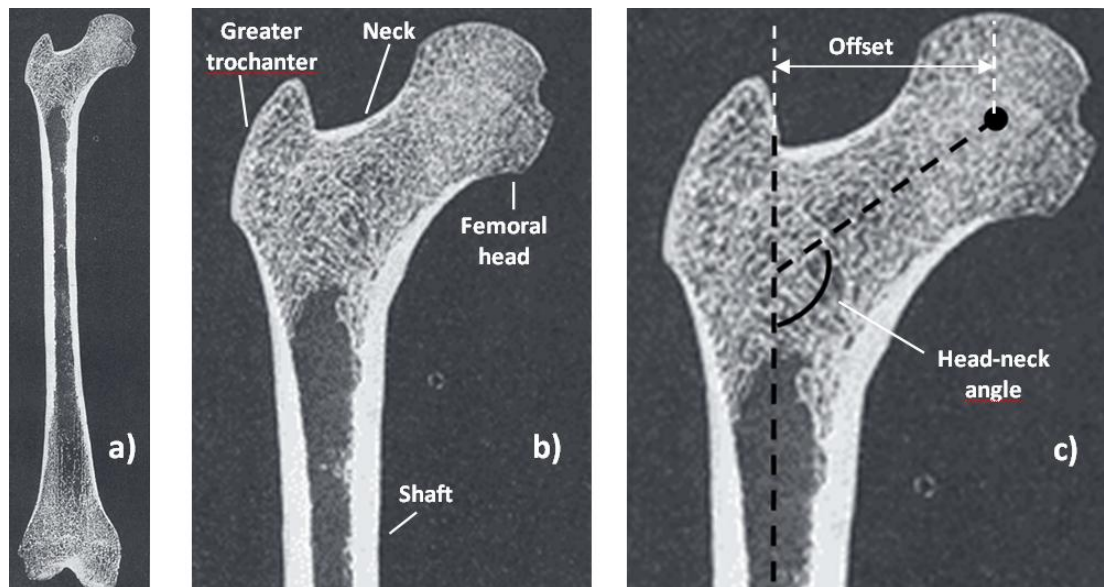 a)
Greater
trochanter
Neck
Femoral
head
Shaft
b)
Offset
Head-neck
angle
c)